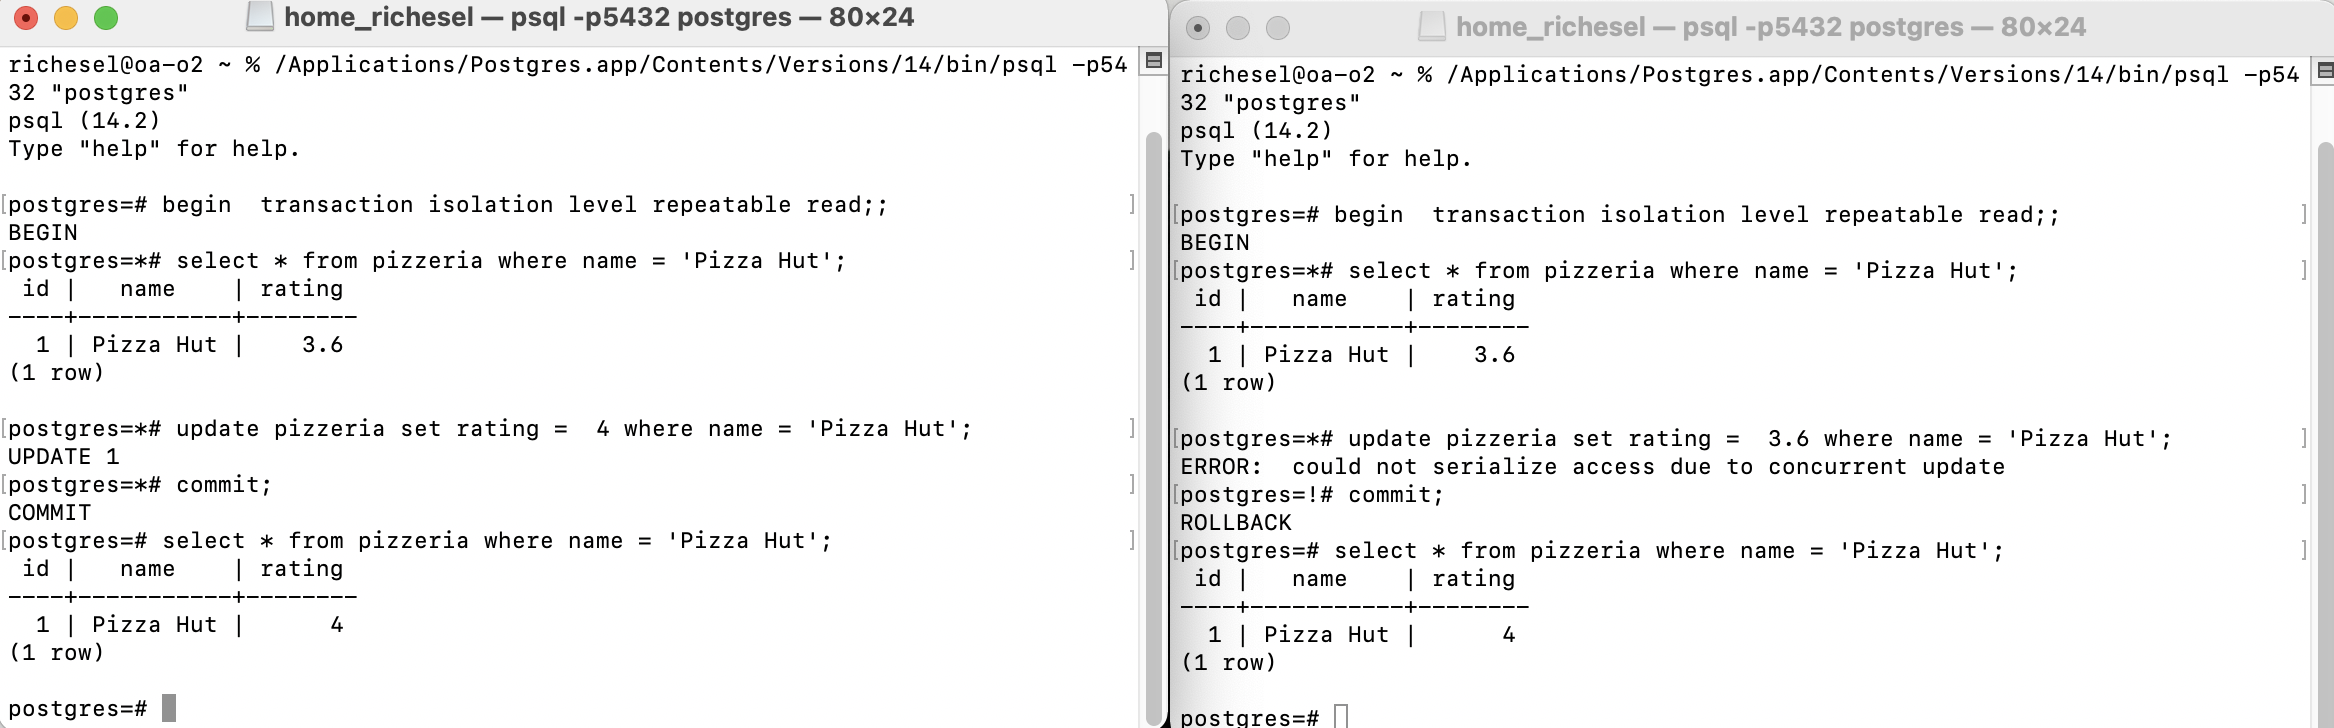 home_richesel — psql -p5432 postgres — 80×24
richesel@oa-o2 ~ % /Applications/Postgres.app/Contents/Versions/14/bin/psql -p54
32 "postgres"
psql (14.2)
Type "help" for help.
[postgres=# begin  transaction isolation level repeatable read;; ]
BEGIN
[postgres=*# select * from pizzeria where name = 'Pizza Hut'; ]
 id |   name    | rating
----+-----------+--------
  1 | Pizza Hut |    3.6
(1 row)
[postgres=*# update pizzeria set rating =  4 where name = 'Pizza Hut'; ]
UPDATE 1
[postgres=*# commit; ]
COMMIT
[postgres=# select * from pizzeria where name = 'Pizza Hut'; ]
 id |   name    | rating
----+-----------+--------
  1 | Pizza Hut |      4
(1 row)
postgres=#
home_richesel — psql -p5432 postgres — 80×24
richesel@oa-o2 ~ % /Applications/Postgres.app/Contents/Versions/14/bin/psql -p54
32 "postgres"
psql (14.2)
Type "help" for help.
[postgres=# begin  transaction isolation level repeatable read;; ]
BEGIN
[postgres=*# select * from pizzeria where name = 'Pizza Hut'; ]
 id |   name    | rating
----+-----------+--------
  1 | Pizza Hut |    3.6
(1 row)
[postgres=*# update pizzeria set rating =  3.6 where name = 'Pizza Hut'; ]
ERROR:  could not serialize access due to concurrent update
[postgres=!# commit; ]
ROLLBACK
[postgres=# select * from pizzeria where name = 'Pizza Hut'; ]
 id |   name    | rating
----+-----------+--------
  1 | Pizza Hut |      4
(1 row)
postgres=#